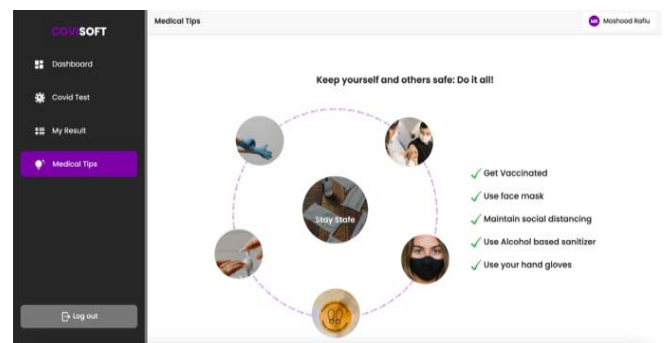 COVISOFT
Medical Tips
MR Moshood Rafiu
Dashboard
Covid Test
My Result
Medical Tips
Log out
Keep yourself and others safe: Do it all!
Stay Stafe
Get Vaccinated
Use face mask
Maintain social distancing
Use Alcohol based sanitizer
Use your hand gloves